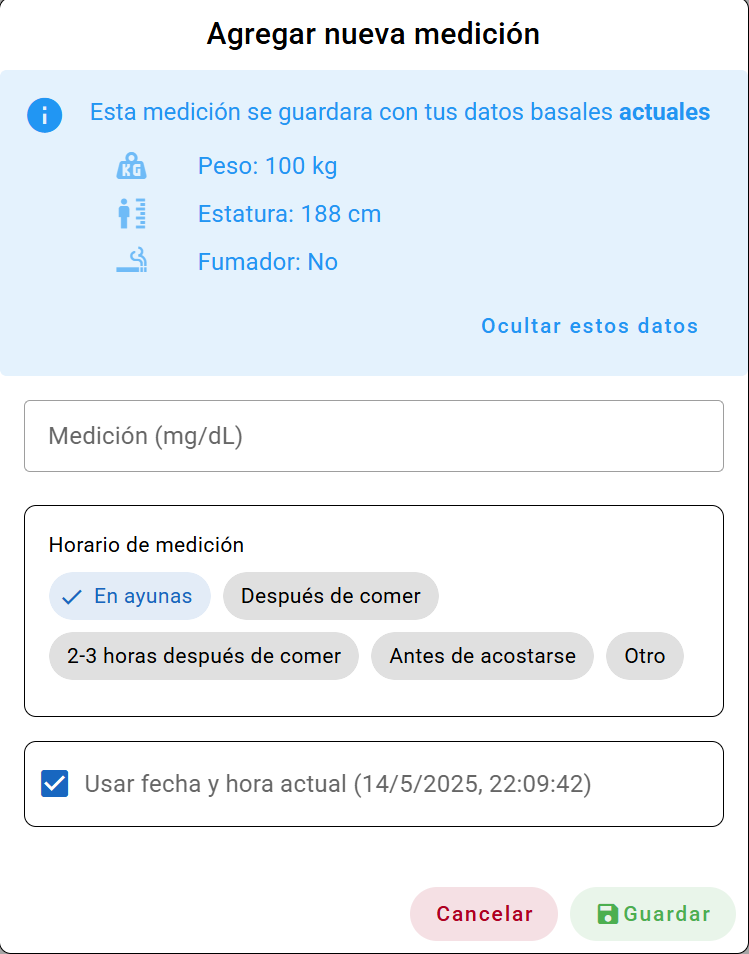 Agregar nueva medición
Esta medición se guardara con tus datos basales actuales
KG
Peso: 100 kg
Estatura: 188 cm
Fumador: No
Ocultar estos datos
Medición (mg/dL)
Horario de medición
En ayunas
Después de comer
2-3 horas después de comer
Antes de acostarse
Otro
Usar fecha y hora actual (14/5/2025, 22:09:42)
Cancelar
Guardar